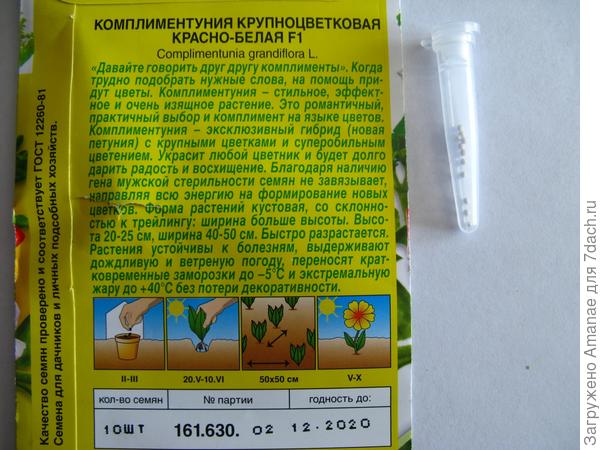 КОМПЛИМЕНТУНИЯ КРУПНОЦВЕТКОВАЯ
КРАСНО-БЕЛАЯ F1
Complimentunia grandiflora L.
«Давайте говорить друг другу комплименты». Когда
трудно подобрать нужные слова, на помощь при-
дут цветы. Комплиментуния – стильное, эффект-
ное и очень изящное растение. Это романтичный,
практичный выбор и комплимент на языке цветов.
Комплиментуния – эксклюзивный гибрид (новая
петуния) с крупными цветками и суперобильным
цветением. Украсит любой цветник и будет долго
дарить радость и восхищение. Благодаря наличию
гена мужской стерильности семян не завязывает,
направляя всю энергию на формирование новых
цветков. Форма растений кустовая, со склонно-
стью к трейлингу: ширина больше высоты. Высо-
та 20-25 см, ширина 40-50 см. Быстро разрастается.
Растения устойчивы к болезням, выдерживают
дождливую и ветреную погоду, переносят крат-
ковременные заморозки до –5°С и экстремальную
жару до +40°С без потери декоративности.
II-III
20.V-10.VI
50x50 см
V-X
кол-во семян
№ партии
годность до:
10ШТ
161.630. 02
12.2020
Качество семян проверено и соответствует ГОСТ 12260-81
Семена для дачников и личных подсобных хозяйств.
Загружено Amanae для 7dach.ru